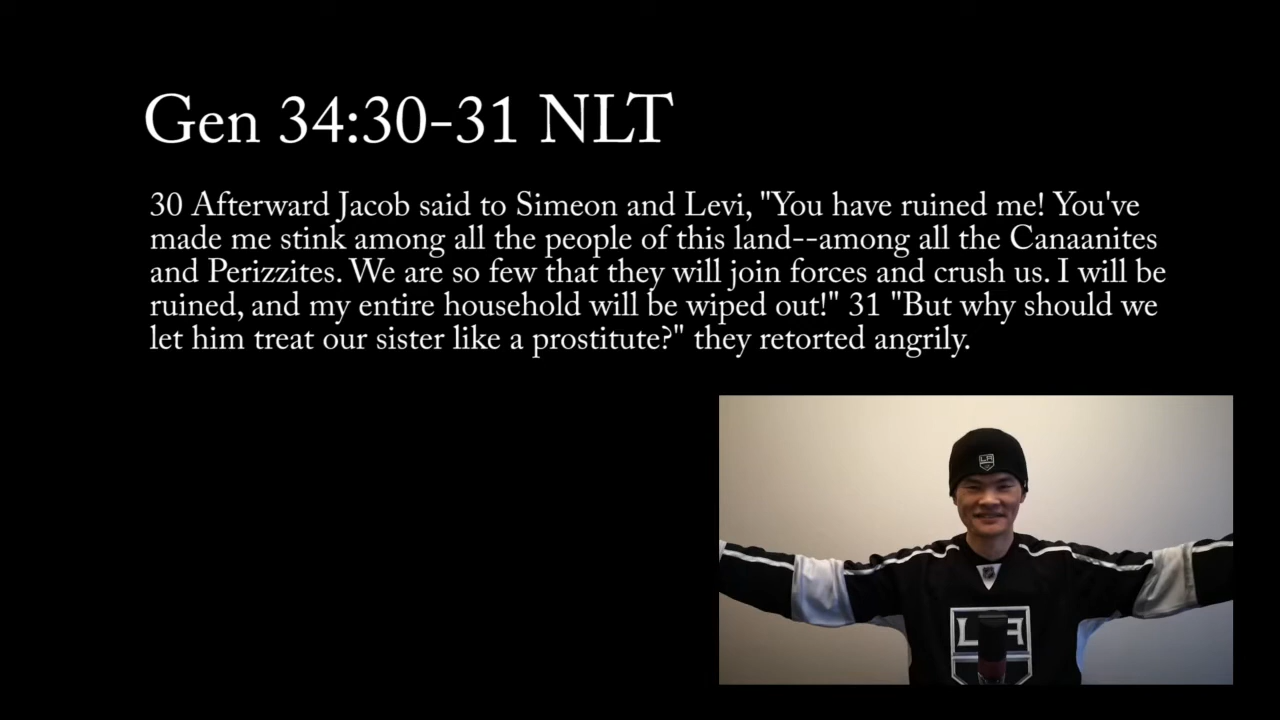 Gen 34:30-31 NLT
30 Afterward Jacob said to Simeon and Levi, "You have ruined me! You've
made me stink among all the people of this land--among all the Canaanites
and Perizzites. We are so few that they will join forces and crush us. I will be
ruined, and my entire household will be wiped out!" 31 "But why should we
let him treat our sister like a prostitute?" they retorted angrily.
LA
LA